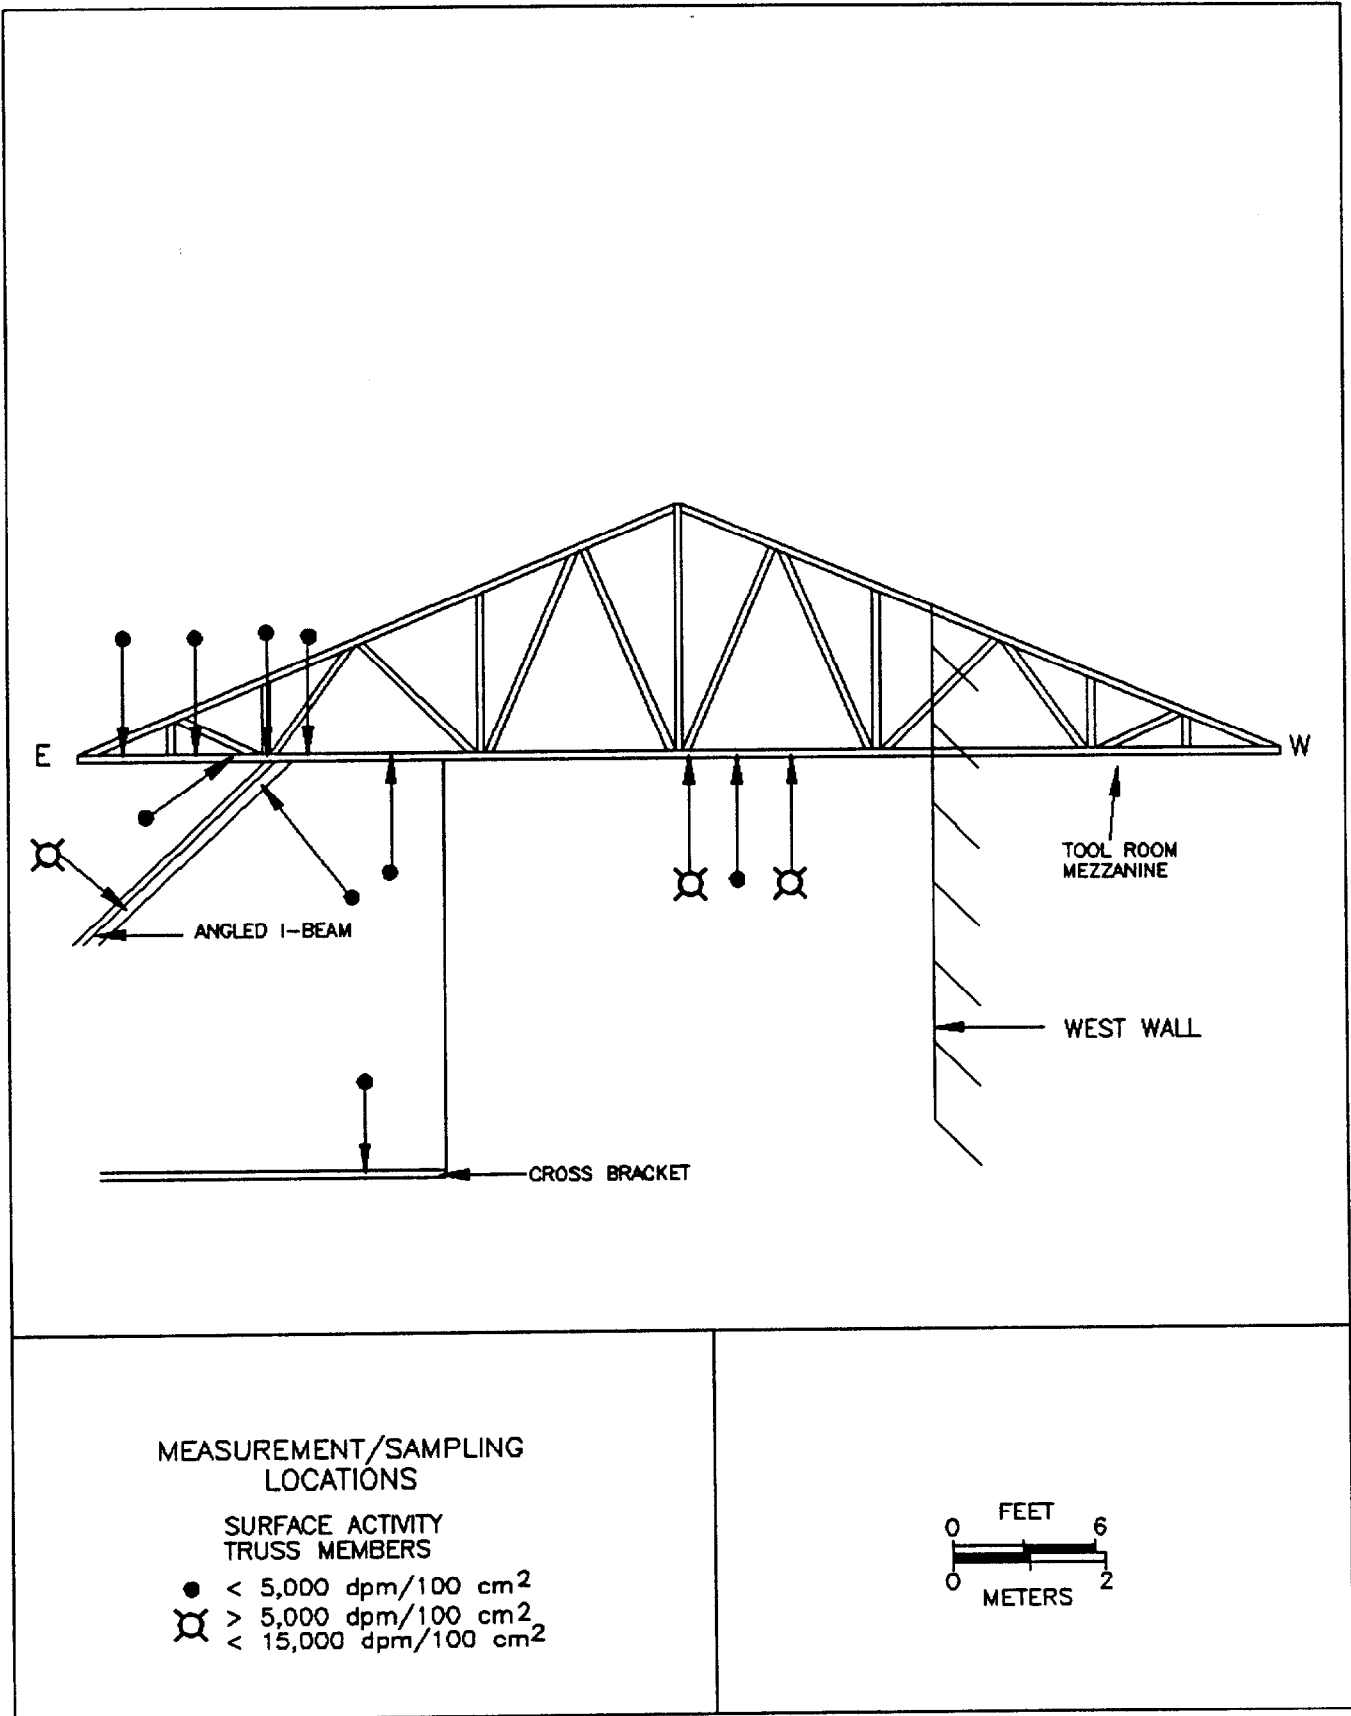 E
W
TOOL ROOM
MEZZANINE
ANGLED I-BEAM
WEST WALL
CROSS BRACKET
MEASUREMENT/SAMPLING
LOCATIONS
SURFACE ACTIVITY
TRUSS MEMBERS
< 5,000 dpm/100 cm²
> 5,000 dpm/100 cm²
< 15,000 dpm/100 cm²
FEET
0 6
0 2
METERS